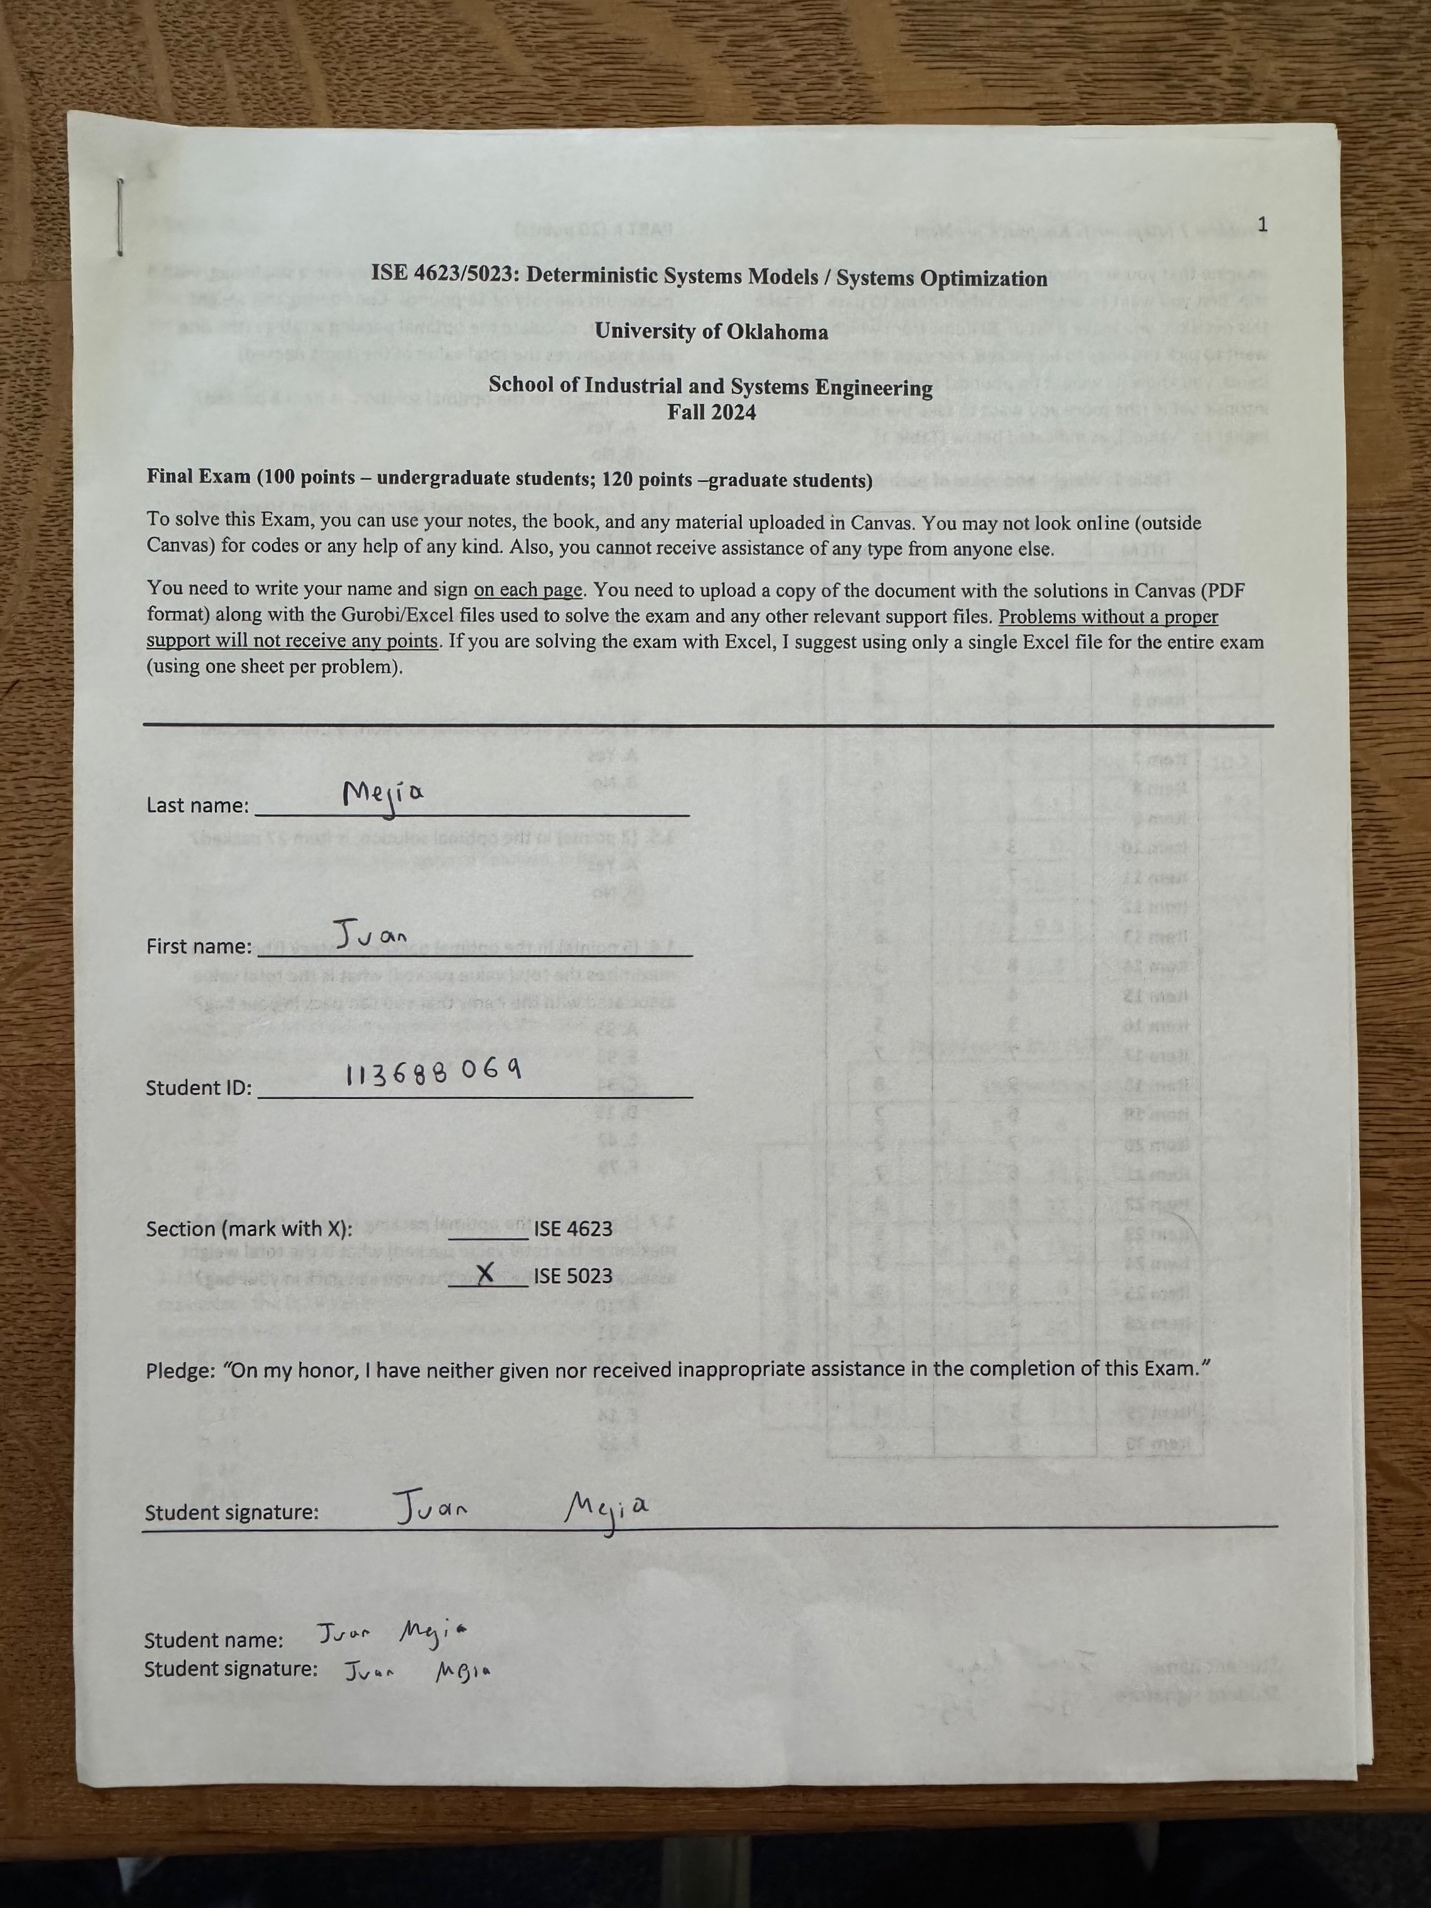 1
ISE 4623/5023: Deterministic Systems Models / Systems Optimization
University of Oklahoma
School of Industrial and Systems Engineering
Fall 2024
Final Exam (100 points – undergraduate students; 120 points –graduate students)
To solve this Exam, you can use your notes, the book, and any material uploaded in Canvas. You may not look online (outside
Canvas) for codes or any help of any kind. Also, you cannot receive assistance of any type from anyone else.
You need to write your name and sign on each page. You need to upload a copy of the document with the solutions in Canvas (PDF
format) along with the Gurobi/Excel files used to solve the exam and any other relevant support files. Problems without a proper
support will not receive any points. If you are solving the exam with Excel, I suggest using only a single Excel file for the entire exam
(using one sheet per problem).
Last name: Mejía
First name: Juan
Student ID: 113688069
Section (mark with X): ISE 4623
X ISE 5023
Pledge: “On my honor, I have neither given nor received inappropriate assistance in the completion of this Exam.”
Student signature: Juan Mejia
Student name: Juan Mejia
Student signature: Juan Mejia